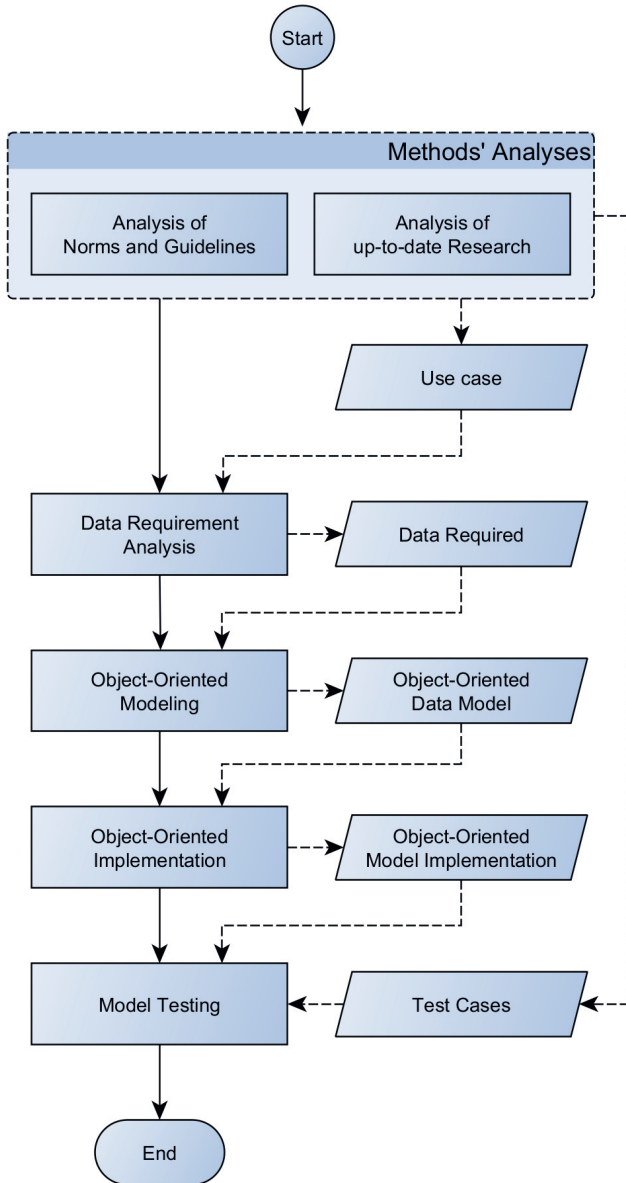 Start
Methods' Analyses
Analysis of
Norms and Guidelines
Analysis of
up-to-date Research
Use case
Data Requirement
Analysis
Data Required
Object-Oriented
Modeling
Object-Oriented
Data Model
Object-Oriented
Implementation
Object-Oriented
Model Implementation
Model Testing
Test Cases
End